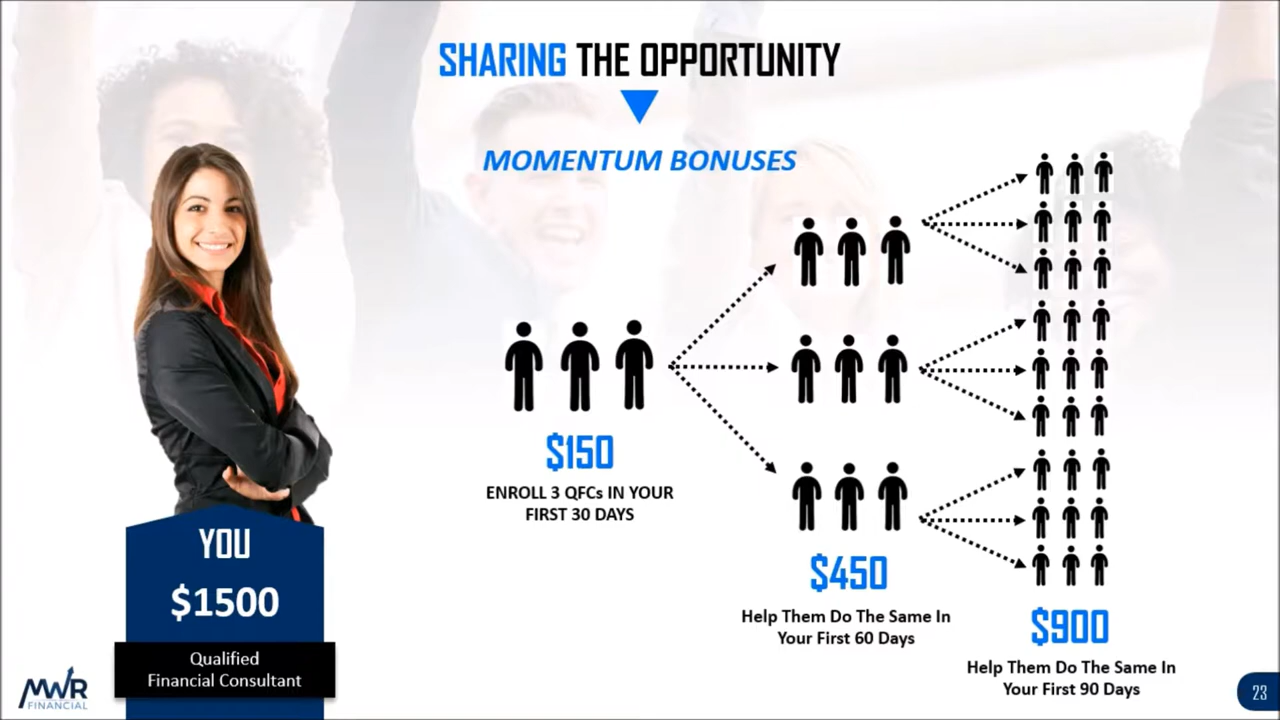 SHARING THE OPPORTUNITY
MOMENTUM BONUSES
$150
ENROLL 3 QFCs IN YOUR
FIRST 30 DAYS
$450
Help Them Do The Same In
Your First 60 Days
$900
Help Them Do The Same In
Your First 90 Days
YOU
$1500
Qualified
Financial Consultant
MWR
FINANCIAL
23